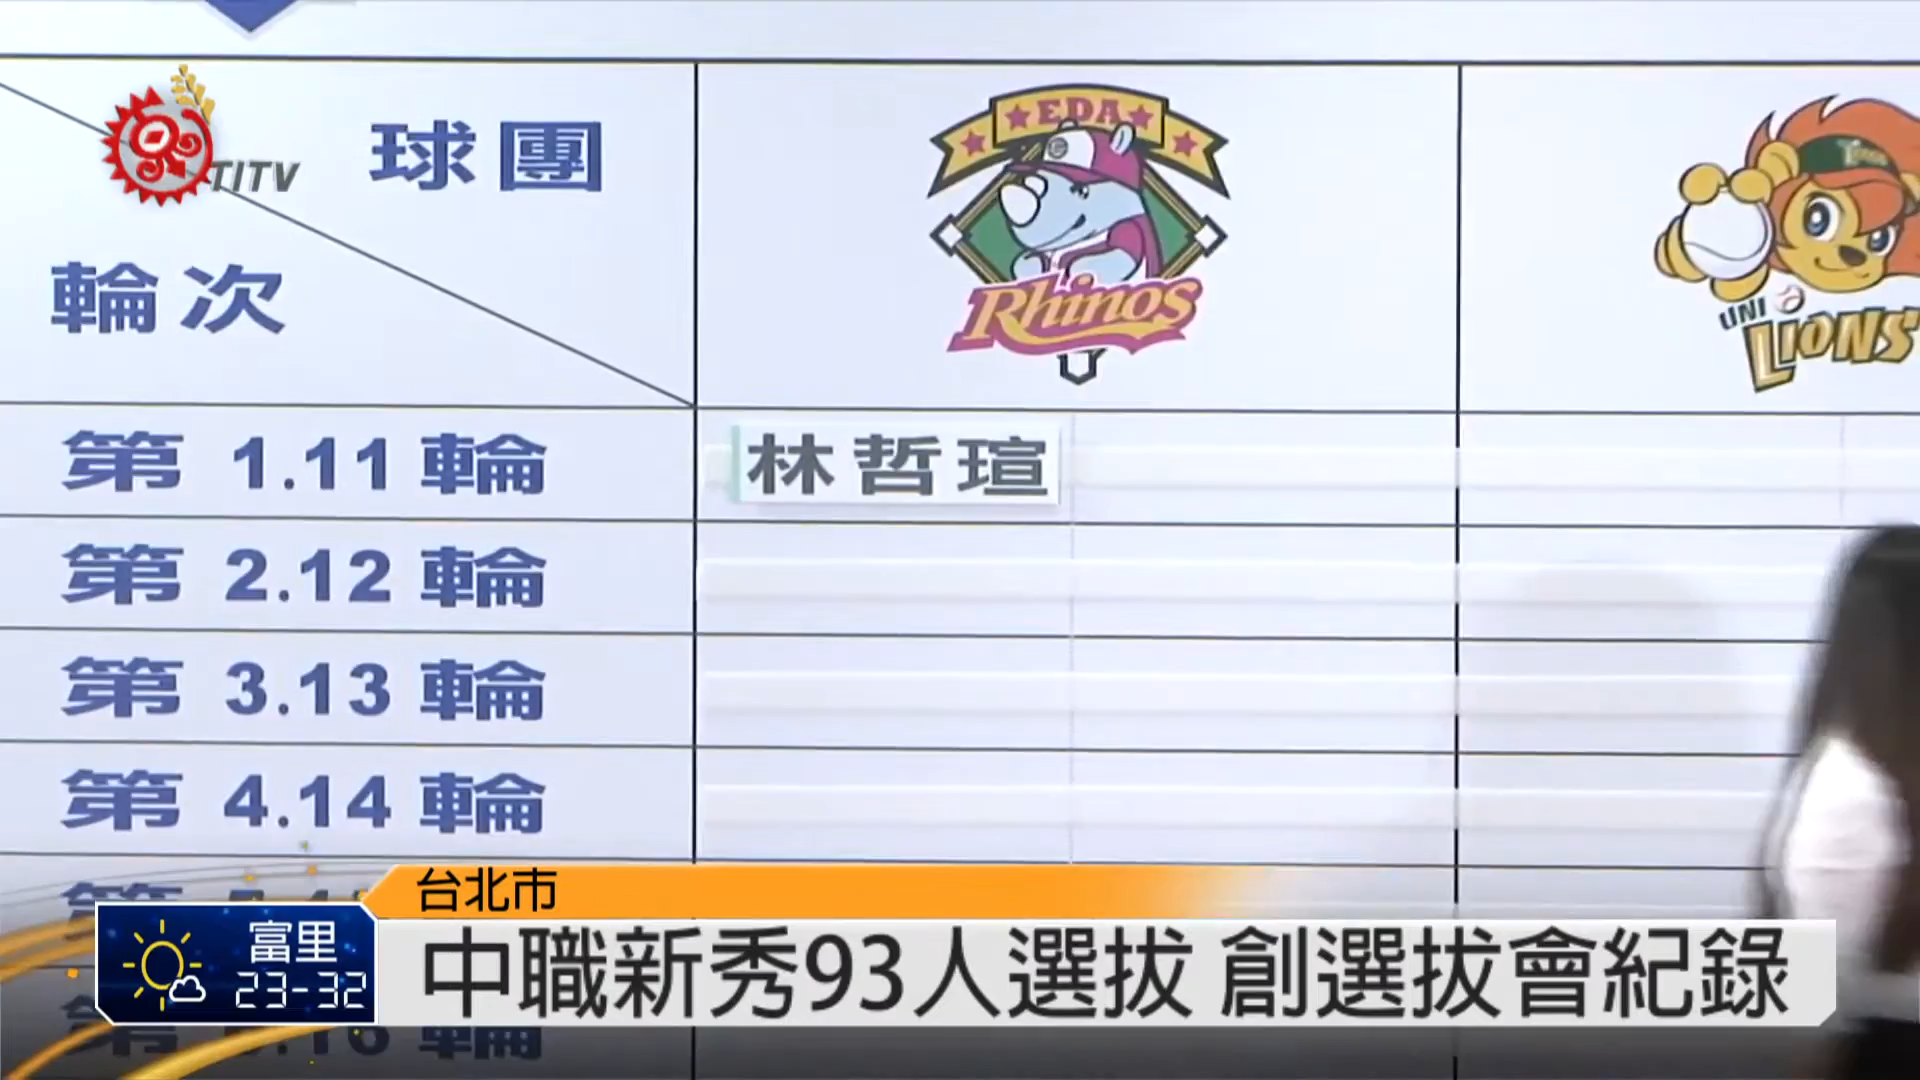 TITV
球團
輪次
EDA
Rhinos
UNI
LIONS
第 1.11 輪
林哲瑄
第 2.12 輪
第 3.13 輪
第 4.14 輪
台北市
富里
23-32
中職新秀93人選拔 創選拔會紀錄